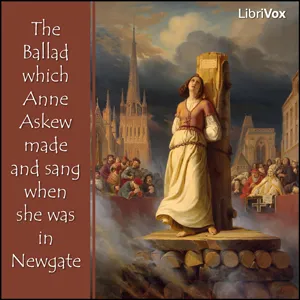 LibriVox
The
Ballad
which
Anne
Askew
made
and sang
when
she was
in
Newgate